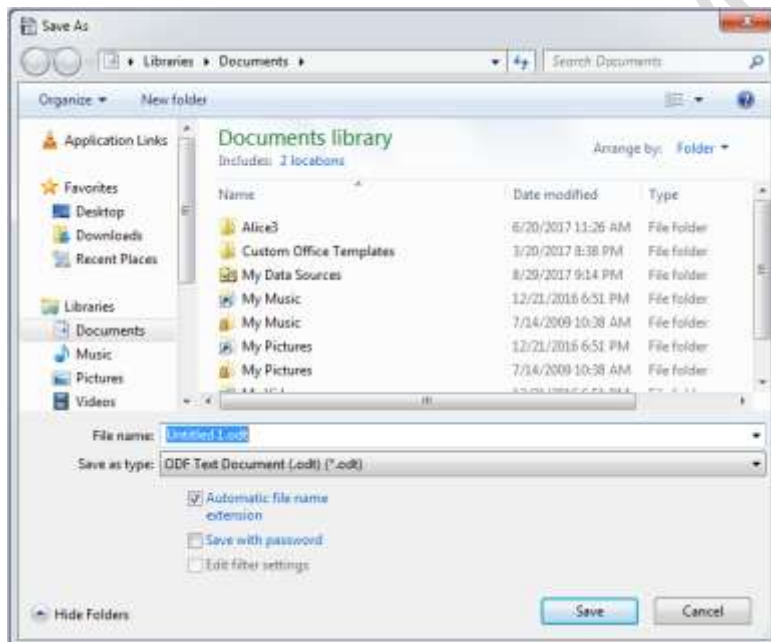 Save As
Libraries ▸ Documents ▸
Search Documents
Organize ▾ New folder
Application Links
Favorites
Desktop
Downloads
Recent Places
Libraries
Documents
Music
Pictures
Videos
Documents library
Includes: 2 locations
Arrange by: Folder ▾
Name Date modified Type
Alice3 6/20/2017 11:26 AM File folder
Custom Office Templates 3/20/2017 8:38 PM File folder
My Data Sources 8/29/2017 9:14 PM File folder
My Music 12/21/2016 6:51 PM File folder
My Music 7/14/2009 10:38 AM File folder
My Pictures 12/21/2016 6:51 PM File folder
My Pictures 7/14/2009 10:38 AM File folder
File name: Untitled 1.odt
Save as type: ODF Text Document (.odt) (*.odt)
Automatic file name
extension
Save with password
Edit filter settings
Hide Folders
Save Cancel